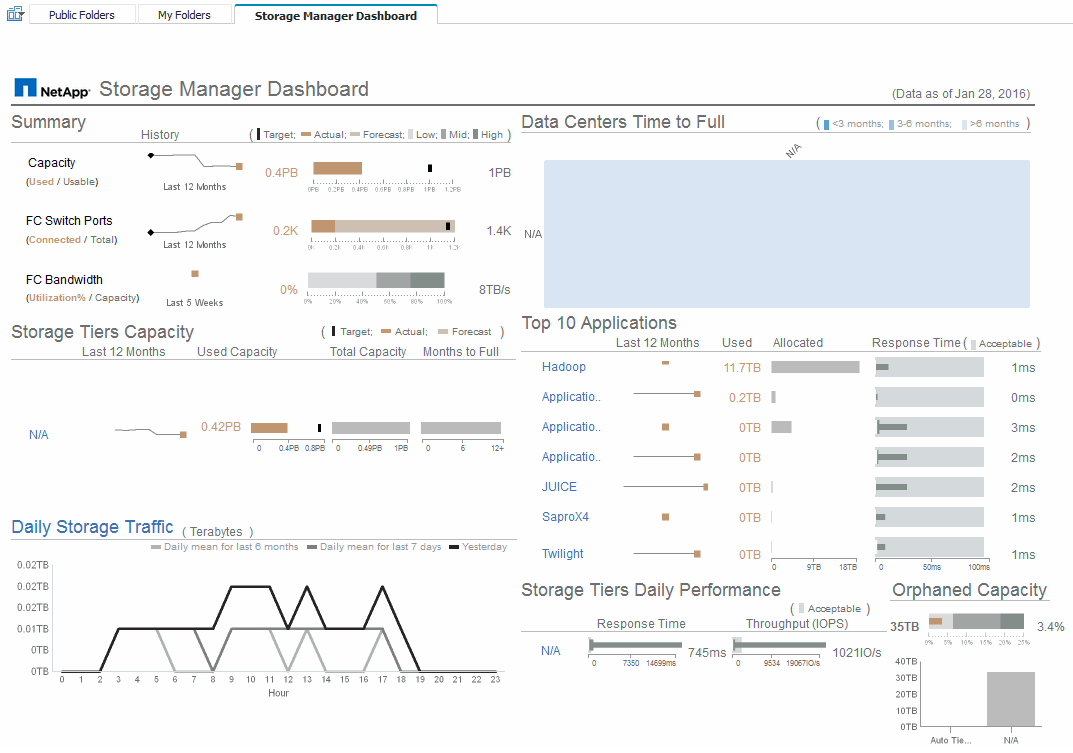 Public Folders
My Folders
Storage Manager Dashboard
NetApp Storage Manager Dashboard
(Data as of Jan 28, 2016)
Summary
History
( Target; Actual; Forecast; Low; Mid; High )
Capacity
(Used / Usable)
Last 12 Months
0.4PB
0PB 0.2PB 0.4PB 0.6PB 0.8PB 1PB 1.2PB
1PB
FC Switch Ports
(Connected / Total)
Last 12 Months
0.2K
0K 0.2K 0.4K 0.6K 0.8K 1K 1.2K
1.4K
FC Bandwidth
(Utilization% / Capacity)
Last 5 Weeks
0%
0% 20% 40% 60% 80% 100%
8TB/s
Data Centers Time to Full
( <3 months; 3-6 months; >6 months )
N/A
N/A
Storage Tiers Capacity
( Target; Actual; Forecast )
Last 12 Months Used Capacity Total Capacity Months to Full
N/A
0.42PB
0 0.4PB 0.8PB
0 0.49PB 1PB
0 6 12+
Top 10 Applications
Last 12 Months Used Allocated Response Time ( Acceptable )
Hadoop 11.7TB 1ms
Applicatio.. 0.2TB 0ms
Applicatio.. 0TB 3ms
Applicatio.. 0TB 2ms
JUICE 0TB 2ms
SaproX4 0TB 1ms
Twilight 0TB 1ms
0 9TB 18TB
0 50ms 100ms
Daily Storage Traffic ( Terabytes )
Daily mean for last 6 months Daily mean for last 7 days Yesterday
0.02TB
0.02TB
0.02TB
0.01TB
0TB
0TB
0 1 2 3 4 5 6 7 8 9 10 11 12 13 14 15 16 17 18 19 20 21 22 23
Hour
Storage Tiers Daily Performance
( Acceptable )
Response Time Throughput (IOPS)
N/A
745ms
1021IO/s
0 7350 14699ms
0 9534 19067IO/s
Orphaned Capacity
35TB
3.4%
0% 5% 10% 15% 20% 25%
40TB
30TB
20TB
10TB
0TB
Auto Tie... N/A